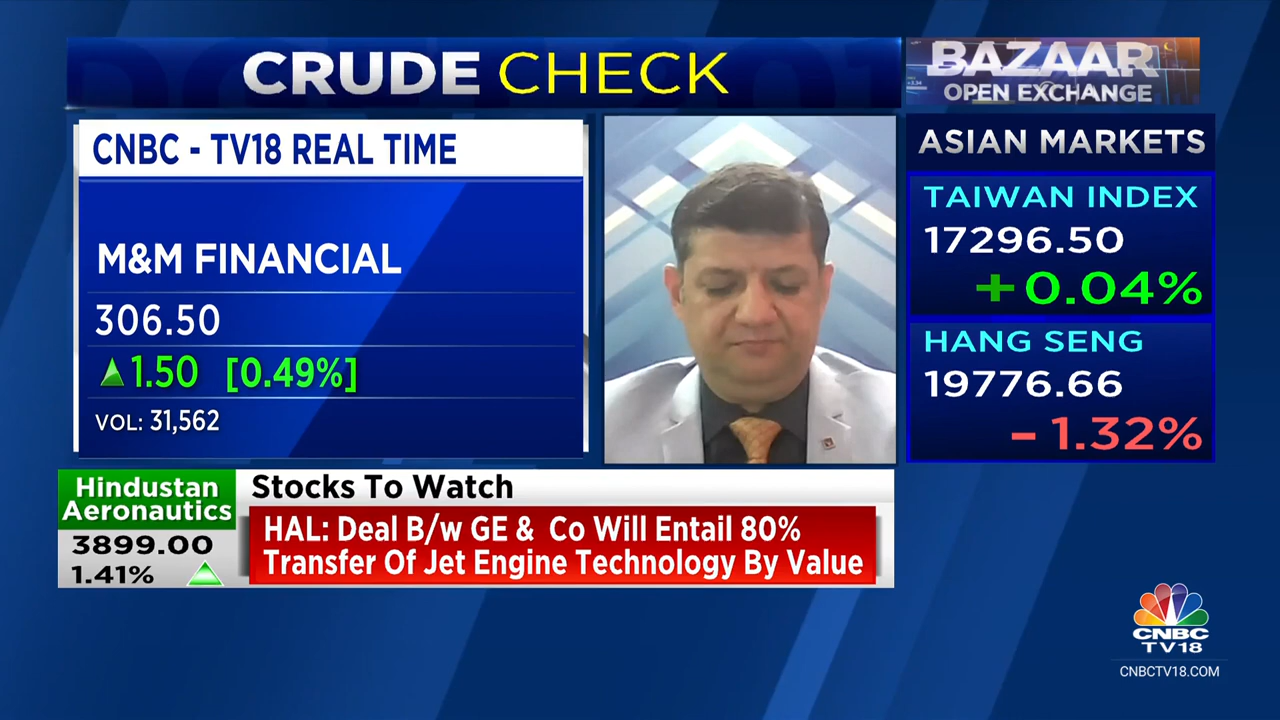 CRUDE CHECK
BAZAAR
OPEN EXCHANGE
CNBC - TV18 REAL TIME
M&M FINANCIAL
306.50
▲1.50 [0.49%]
VOL: 31,562
ASIAN MARKETS
TAIWAN INDEX
17296.50
+0.04%
HANG SENG
19776.66
-1.32%
Hindustan
Aeronautics
3899.00
1.41%
Stocks To Watch
HAL: Deal B/w GE & Co Will Entail 80%
Transfer Of Jet Engine Technology By Value
CNBC
TV18
CNBCTV18.COM